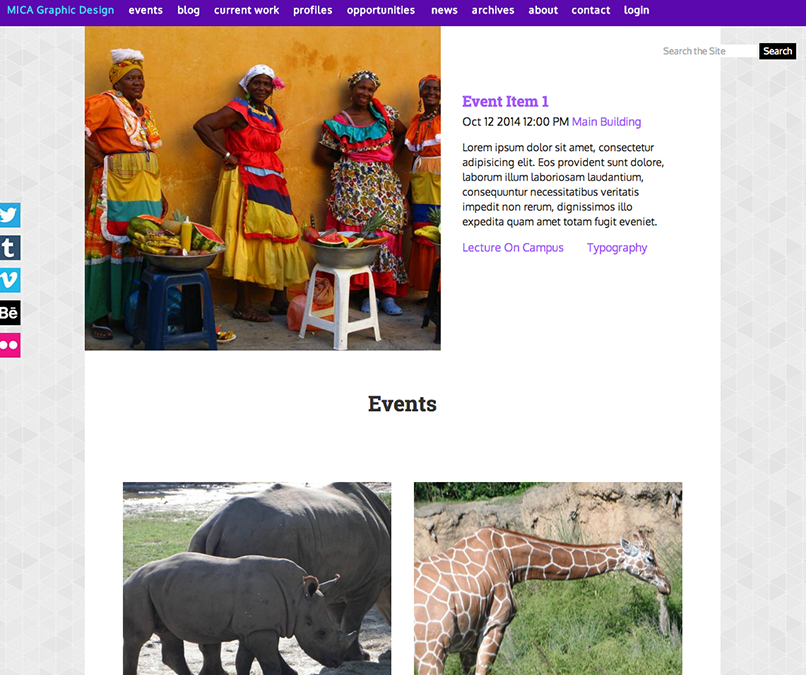 MICA Graphic Design events blog current work profiles opportunities news archives about contact login
Search the Site Search
Event Item 1
Oct 12 2014 12:00 PM Main Building
Lorem ipsum dolor sit amet, consectetur
adipisicing elit. Eos provident sunt dolore,
laborum illum laboriosam laudantium,
consequuntur necessitatibus veritatis
impedit non rerum, dignissimos illo
expedita quam amet totam fugit eveniet.
Lecture On Campus Typography
t
Bē
Events